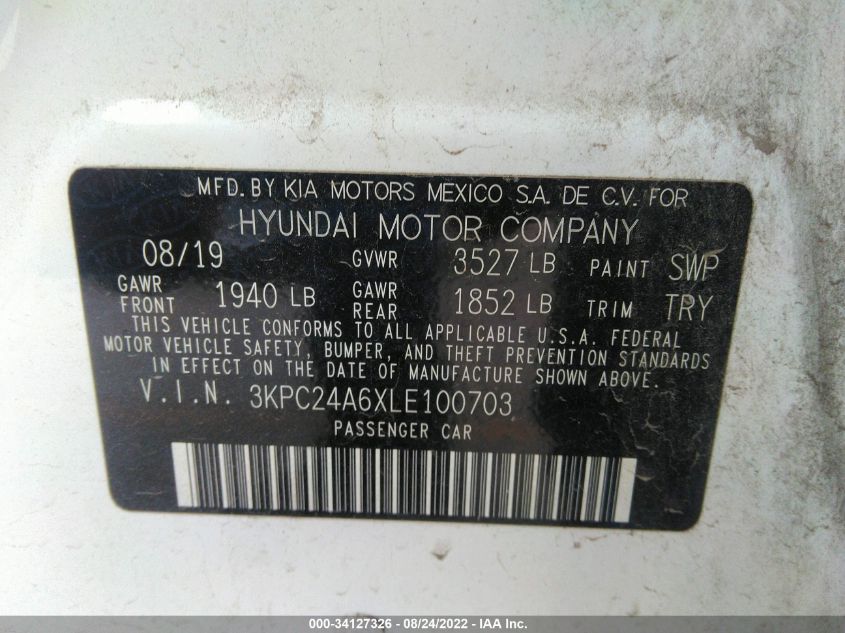 MFD. BY KIA MOTORS MEXICO S.A. DE C.V. FOR
HYUNDAI MOTOR COMPANY
08/19 GVWR 3527 LB PAINT SWP
GAWR FRONT 1940 LB GAWR REAR 1852 LB TRIM TRY
THIS VEHICLE CONFORMS TO ALL APPLICABLE U.S.A. FEDERAL
MOTOR VEHICLE SAFETY, BUMPER, AND THEFT PREVENTION STANDARDS
IN EFFECT ON THE DATE OF MANUFACTURE SHOWN ABOVE.
V.I.N. 3KPC24A6XLE100703
PASSENGER CAR
000-34127326 - 08/24/2022 - IAA Inc.